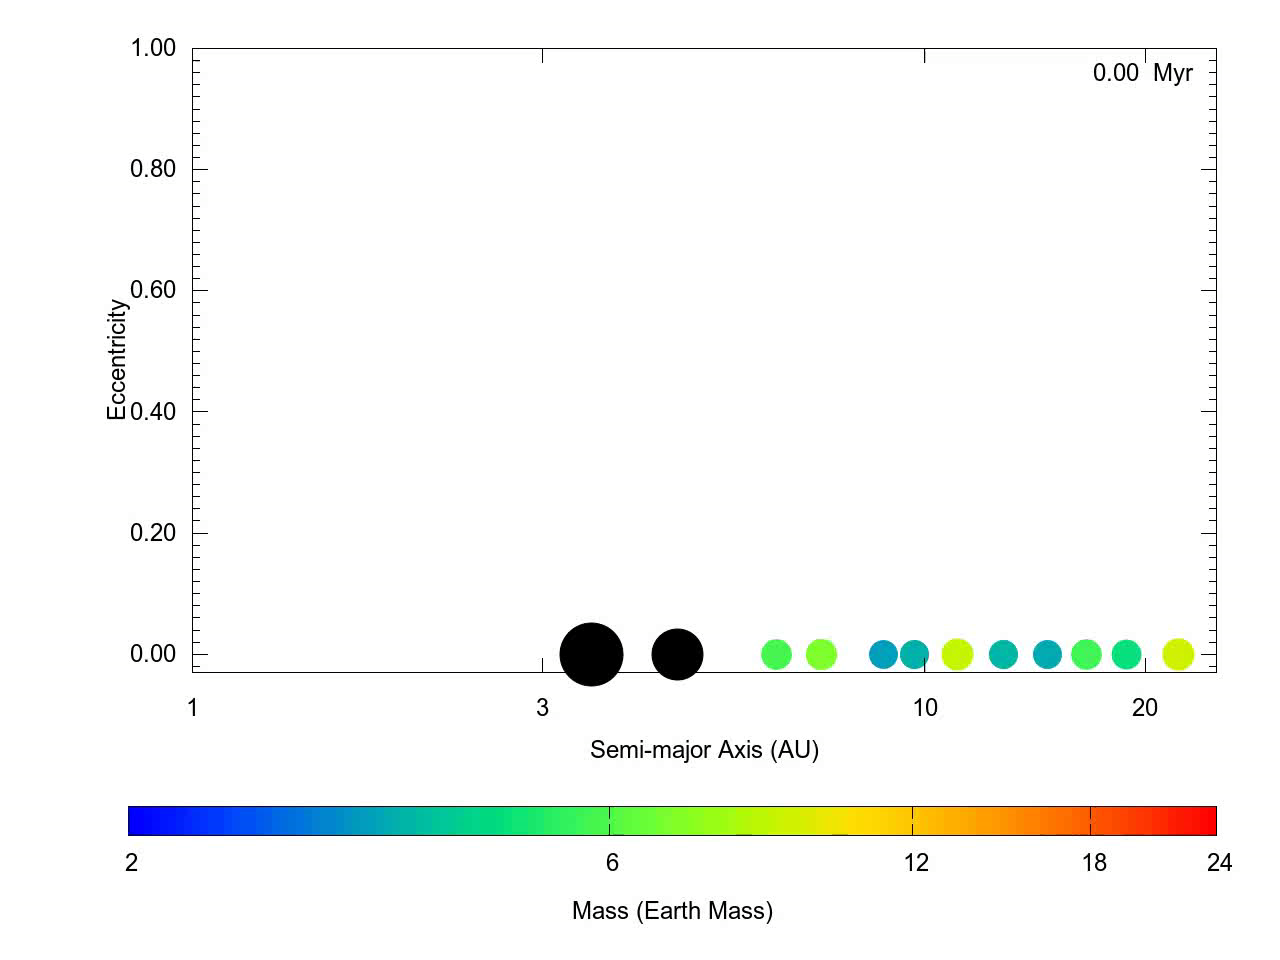 1.00
0.00 Myr
0.80
0.60
Eccentricity
0.40
0.20
0.00
1 3 10 20
Semi-major Axis (AU)
2 6 12 18 24
Mass (Earth Mass)